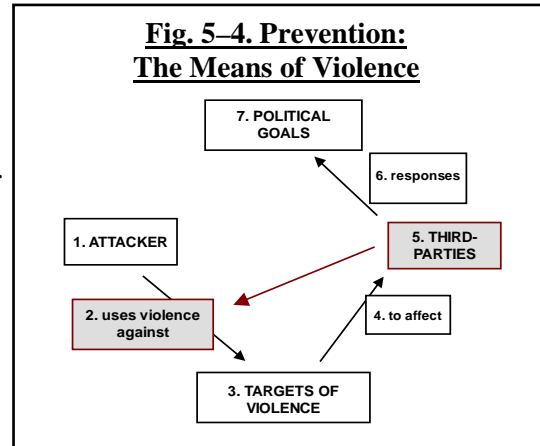 Fig. 5–4. Prevention:
The Means of Violence
7. POLITICAL
GOALS
6. responses
1. ATTACKER
5. THIRD-
PARTIES
2. uses violence
against
4. to affect
3. TARGETS OF
VIOLENCE